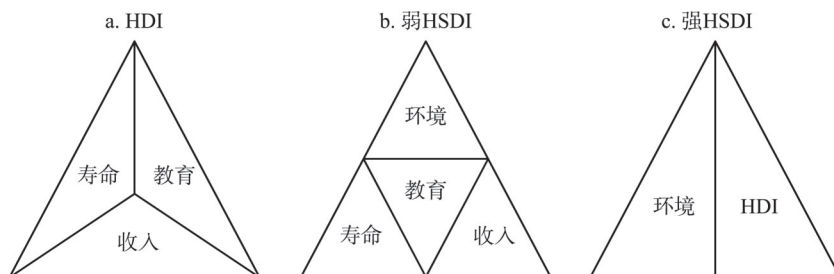 a. HDI
b. 弱HSDI
c. 强HSDI
寿命
教育
收入
环境
教育
寿命
收入
环境
HDI